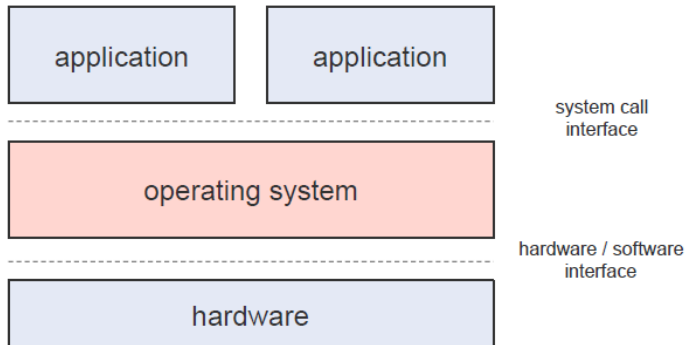 application
application
system call
interface
operating system
hardware / software
interface
hardware